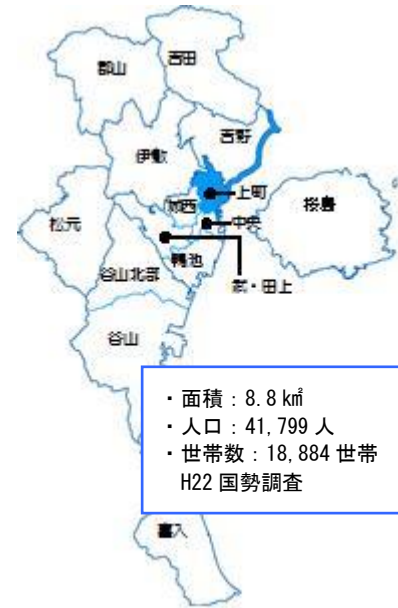 吉田
郡山
吉野
伊敷
上町
城西
桜島
松元
中央
鴨池
谷山北部
武・田上
谷山
・面積：8.8 k㎡
・人口：41,799 人
・世帯数：18,884 世帯
H22 国勢調査
喜入